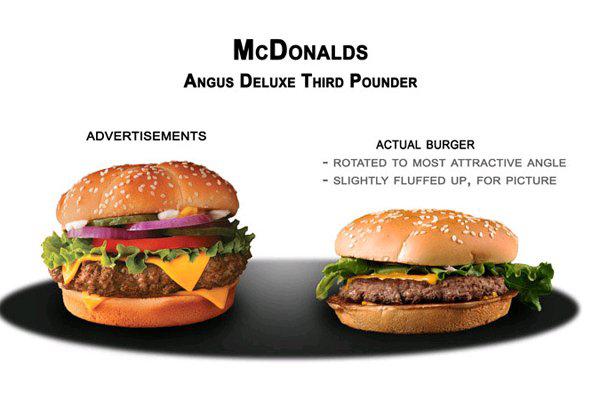 McDonalds
Angus Deluxe Third Pounder
ADVERTISEMENTS
ACTUAL BURGER
- ROTATED TO MOST ATTRACTIVE ANGLE
- SLIGHTLY FLUFFED UP, FOR PICTURE